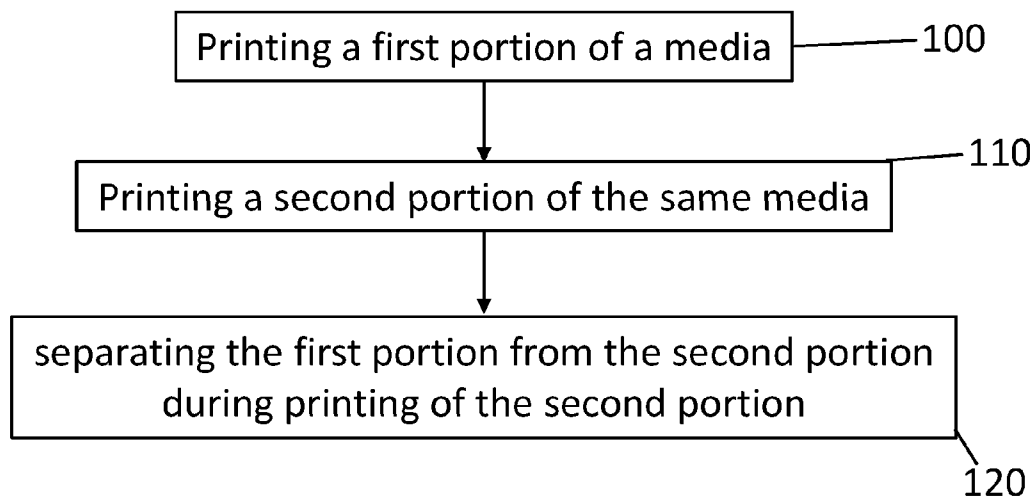 Printing a first portion of a media
100
110
Printing a second portion of the same media
separating the first portion from the second portion
during printing of the second portion
120